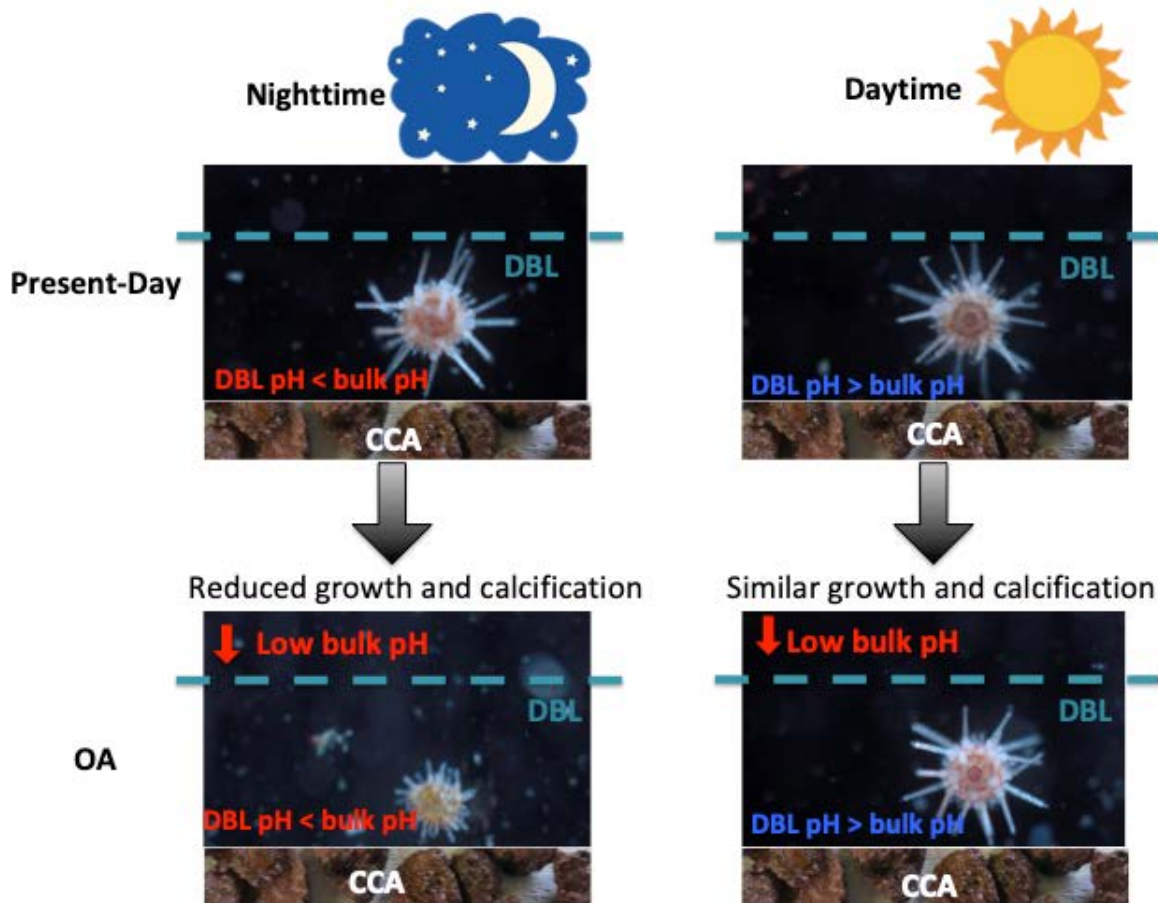 Nighttime
Daytime
Present-Day
DBL
DBL pH < bulk pH
CCA
DBL
DBL pH > bulk pH
CCA
Reduced growth and calcification
Similar growth and calcification
OA
Low bulk pH
DBL
DBL pH < bulk pH
CCA
Low bulk pH
DBL
DBL pH > bulk pH
CCA